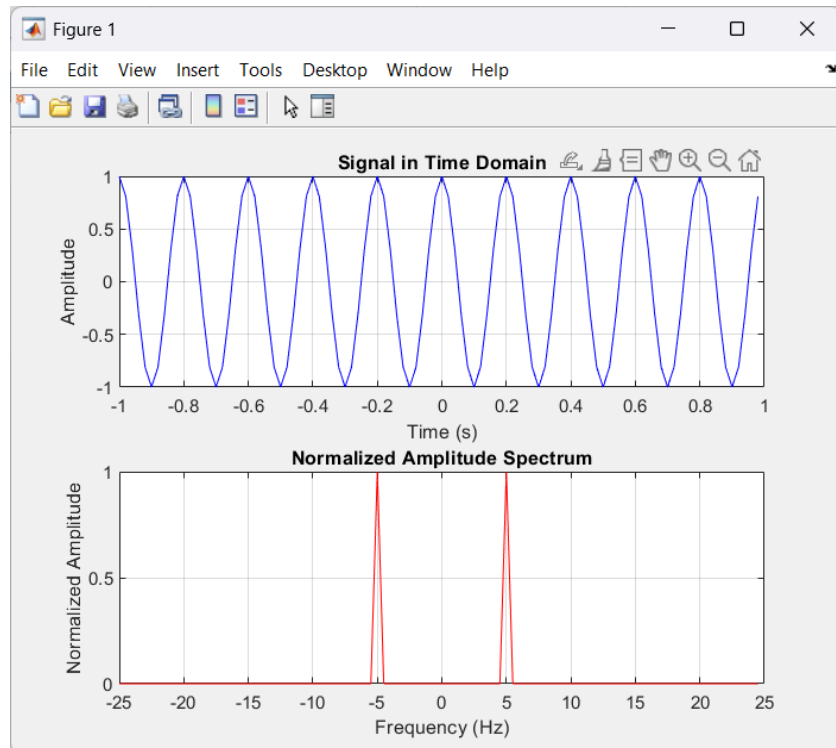 Figure 1
File Edit View Insert Tools Desktop Window Help
Signal in Time Domain
1
0.5
0
-0.5
-1
Amplitude
-1 -0.8 -0.6 -0.4 -0.2 0 0.2 0.4 0.6 0.8 1
Time (s)
Normalized Amplitude Spectrum
1
0.5
0
Normalized Amplitude
-25 -20 -15 -10 -5 0 5 10 15 20 25
Frequency (Hz)